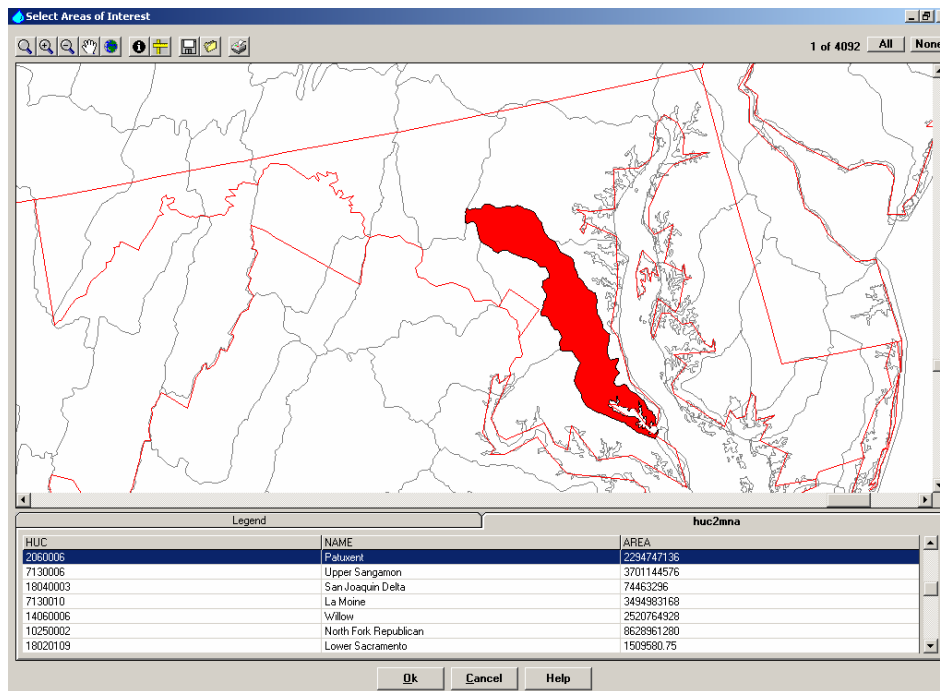 Select Areas of Interest
1 of 4092 All None
Legend huc2mna
HUC NAME AREA
2060006 Patuxent 2294747136
7130006 Upper Sangamon 3701144576
18040003 San Joaquin Delta 74463296
7130010 La Moine 3494983168
14060006 Willow 2520764928
10250002 North Fork Republican 8628961280
18020109 Lower Sacramento 1509580.75
Ok Cancel Help